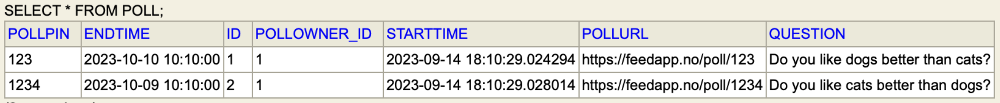 SELECT * FROM POLL;
POLLPIN ENDTIME ID POLLOWNER_ID STARTTIME POLLURL QUESTION
123 2023-10-10 10:10:00 1 1 2023-09-14 18:10:29.024294 https://feedapp.no/poll/123 Do you like dogs better than cats?
1234 2023-10-09 10:10:00 2 1 2023-09-14 18:10:29.028014 https://feedapp.no/poll/1234 Do you like cats better than dogs?